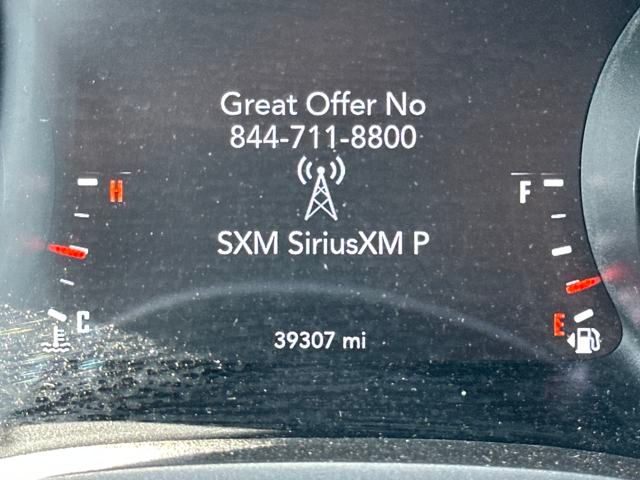 Great Offer No
844-711-8800
H
F
SXM SiriusXM P
C
E
39307 mi